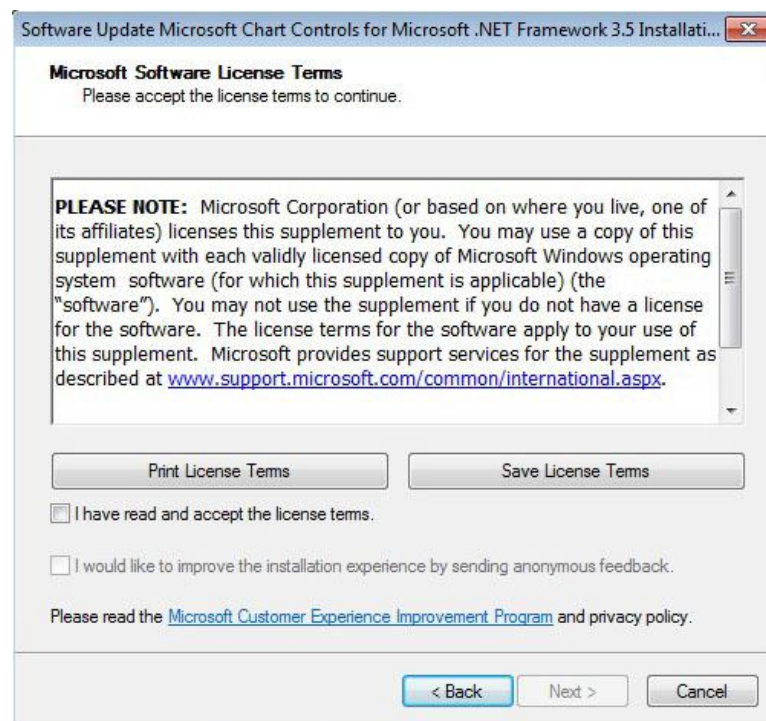 Software Update Microsoft Chart Controls for Microsoft .NET Framework 3.5 Installati...
Microsoft Software License Terms
Please accept the license terms to continue.
PLEASE NOTE: Microsoft Corporation (or based on where you live, one of
its affiliates) licenses this supplement to you. You may use a copy of this
supplement with each validly licensed copy of Microsoft Windows operating
system software (for which this supplement is applicable) (the
"software"). You may not use the supplement if you do not have a license
for the software. The license terms for the software apply to your use of
this supplement. Microsoft provides support services for the supplement as
described at www.support.microsoft.com/common/international.aspx.
Print License Terms
Save License Terms
I have read and accept the license terms.
I would like to improve the installation experience by sending anonymous feedback.
Please read the Microsoft Customer Experience Improvement Program and privacy policy.
< Back
Next >
Cancel